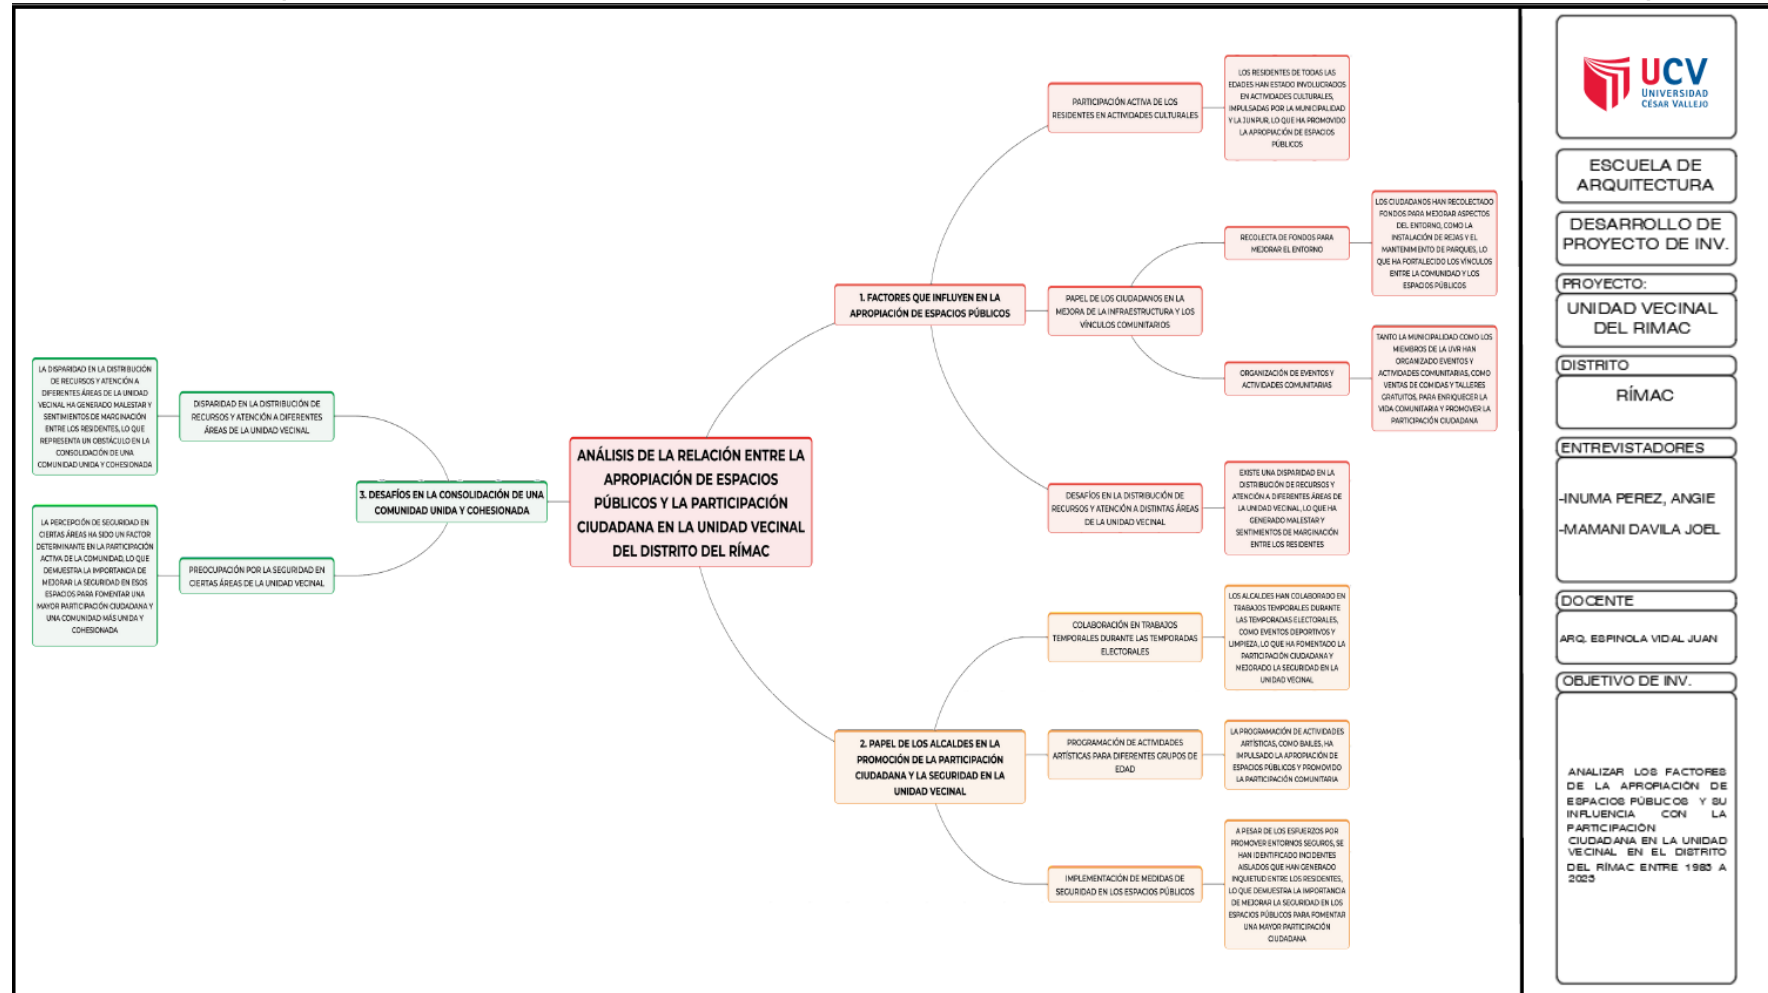 LOS RESIDENTES DE TODAS LAS
EDADES HAN ESTADO INVOLUCRADOS
EN ACTIVIDADES CULTURALES,
IMPULSADAS POR LA MUNICIPALIDAD
Y LA JUNPUR, LO QUE HA PROMOVIDO
LA APROPIACIÓN DE ESPACIOS
PÚBLICOS
PARTICIPACIÓN ACTIVA DE LOS
RESIDENTES EN ACTIVIDADES CULTURALES
LOS CIUDADANOS HAN RECOLECTADO
FONDOS PARA MEJORAR ASPECTOS
DEL ENTORNO, COMO LA
INSTALACIÓN DE REJAS Y EL
MANTENIMIENTO DE PARQUES, LO
QUE HA FORTALECIDO LOS VÍNCULOS
ENTRE LA COMUNIDAD Y LOS
ESPACIOS PÚBLICOS
RECOLECTA DE FONDOS PARA
MEJORAR EL ENTORNO
1. FACTORES QUE INFLUYEN EN LA
APROPIACIÓN DE ESPACIOS PÚBLICOS
PAPEL DE LOS CIUDADANOS EN LA
MEJORA DE LA INFRAESTRUCTURA Y LOS
VÍNCULOS COMUNITARIOS
TANTO LA MUNICIPALIDAD COMO LOS
MIEMBROS DE LA UVR HAN
ORGANIZADO EVENTOS Y
ACTIVIDADES COMUNITARIAS, COMO
VENTAS DE COMIDAS Y TALLERES
GRATUITOS, PARA ENRIQUECER LA
VIDA COMUNITARIA Y PROMOVER LA
PARTICIPACIÓN CIUDADANA
ORGANIZACIÓN DE EVENTOS Y
ACTIVIDADES COMUNITARIAS
LA DISPARIDAD EN LA DISTRIBUCIÓN
DE RECURSOS Y ATENCIÓN A
DIFERENTES ÁREAS DE LA UNIDAD
VECINAL HA GENERADO MALESTAR Y
SENTIMIENTOS DE MARGINACIÓN
ENTRE LOS RESIDENTES, LO QUE
REPRESENTA UN OBSTÁCULO EN LA
CONSOLIDACIÓN DE UNA
COMUNIDAD UNIDA Y COHESIONADA
DISPARIDAD EN LA DISTRIBUCIÓN DE
RECURSOS Y ATENCIÓN A DIFERENTES
ÁREAS DE LA UNIDAD VECINAL
3. DESAFÍOS EN LA CONSOLIDACIÓN DE UNA
COMUNIDAD UNIDA Y COHESIONADA
ANÁLISIS DE LA RELACIÓN ENTRE LA
APROPIACIÓN DE ESPACIOS
PÚBLICOS Y LA PARTICIPACIÓN
CIUDADANA EN LA UNIDAD VECINAL
DEL DISTRITO DEL RÍMAC
DESAFÍOS EN LA DISTRIBUCIÓN DE
RECURSOS Y ATENCIÓN A DISTINTAS ÁREAS
DE LA UNIDAD VECINAL
EXISTE UNA DISPARIDAD EN LA
DISTRIBUCIÓN DE RECURSOS Y
ATENCIÓN A DIFERENTES ÁREAS DE
LA UNIDAD VECINAL, LO QUE HA
GENERADO MALESTAR Y
SENTIMIENTOS DE MARGINACIÓN
ENTRE LOS RESIDENTES
LA PERCEPCIÓN DE SEGURIDAD EN
CIERTAS ÁREAS HA SIDO UN FACTOR
DETERMINANTE EN LA PARTICIPACIÓN
ACTIVA DE LA COMUNIDAD, LO QUE
DEMUESTRA LA IMPORTANCIA DE
MEJORAR LA SEGURIDAD EN ESOS
ESPACIOS PARA FOMENTAR UNA
MAYOR PARTICIPACIÓN CIUDADANA Y
UNA COMUNIDAD MÁS UNIDA Y
COHESIONADA
PREOCUPACIÓN POR LA SEGURIDAD EN
CIERTAS ÁREAS DE LA UNIDAD VECINAL
COLABORACIÓN EN TRABAJOS
TEMPORALES DURANTE LAS TEMPORADAS
ELECTORALES
LOS ALCALDES HAN COLABORADO EN
TRABAJOS TEMPORALES DURANTE
LAS TEMPORADAS ELECTORALES,
COMO EVENTOS DEPORTIVOS Y
LIMPIEZA, LO QUE HA FOMENTADO LA
PARTICIPACIÓN CIUDADANA Y
MEJORADO LA SEGURIDAD EN LA
UNIDAD VECINAL
2. PAPEL DE LOS ALCALDES EN LA
PROMOCIÓN DE LA PARTICIPACIÓN
CIUDADANA Y LA SEGURIDAD EN LA
UNIDAD VECINAL
PROGRAMACIÓN DE ACTIVIDADES
ARTÍSTICAS PARA DIFERENTES GRUPOS DE
EDAD
LA PROGRAMACIÓN DE ACTIVIDADES
ARTÍSTICAS, COMO BAILES, HA
IMPULSADO LA APROPIACIÓN DE
ESPACIOS PÚBLICOS Y PROMOVIDO
LA PARTICIPACIÓN COMUNITARIA
IMPLEMENTACIÓN DE MEDIDAS DE
SEGURIDAD EN LOS ESPACIOS PÚBLICOS
A PESAR DE LOS ESFUERZOS POR
PROMOVER ENTORNOS SEGUROS, SE
HAN IDENTIFICADO INCIDENTES
AISLADOS QUE HAN GENERADO
INQUIETUD ENTRE LOS RESIDENTES,
LO QUE DEMUESTRA LA IMPORTANCIA
DE MEJORAR LA SEGURIDAD EN LOS
ESPACIOS PÚBLICOS PARA FOMENTAR
UNA MAYOR PARTICIPACIÓN
CIUDADANA
UCV
UNIVERSIDAD
CÉSAR VALLEJO
ESCUELA DE
ARQUITECTURA
DESARROLLO DE
PROYECTO DE INV.
PROYECTO:
UNIDAD VECINAL
DEL RIMAC
DISTRITO
RÍMAC
ENTREVISTADORES
-INUMA PEREZ, ANGIE
-MAMANI DAVILA JOEL
DOCENTE
ARQ. ESPINOLA VIDAL JUAN
OBJETIVO DE INV.
ANALIZAR LOS FACTORES
DE LA APROPIACIÓN DE
ESPACIOS PÚBLICOS Y SU
INFLUENCIA CON LA
PARTICIPACIÓN
CIUDADANA EN LA UNIDAD
VECINAL EN EL DISTRITO
DEL RÍMAC ENTRE 1983 A
2023